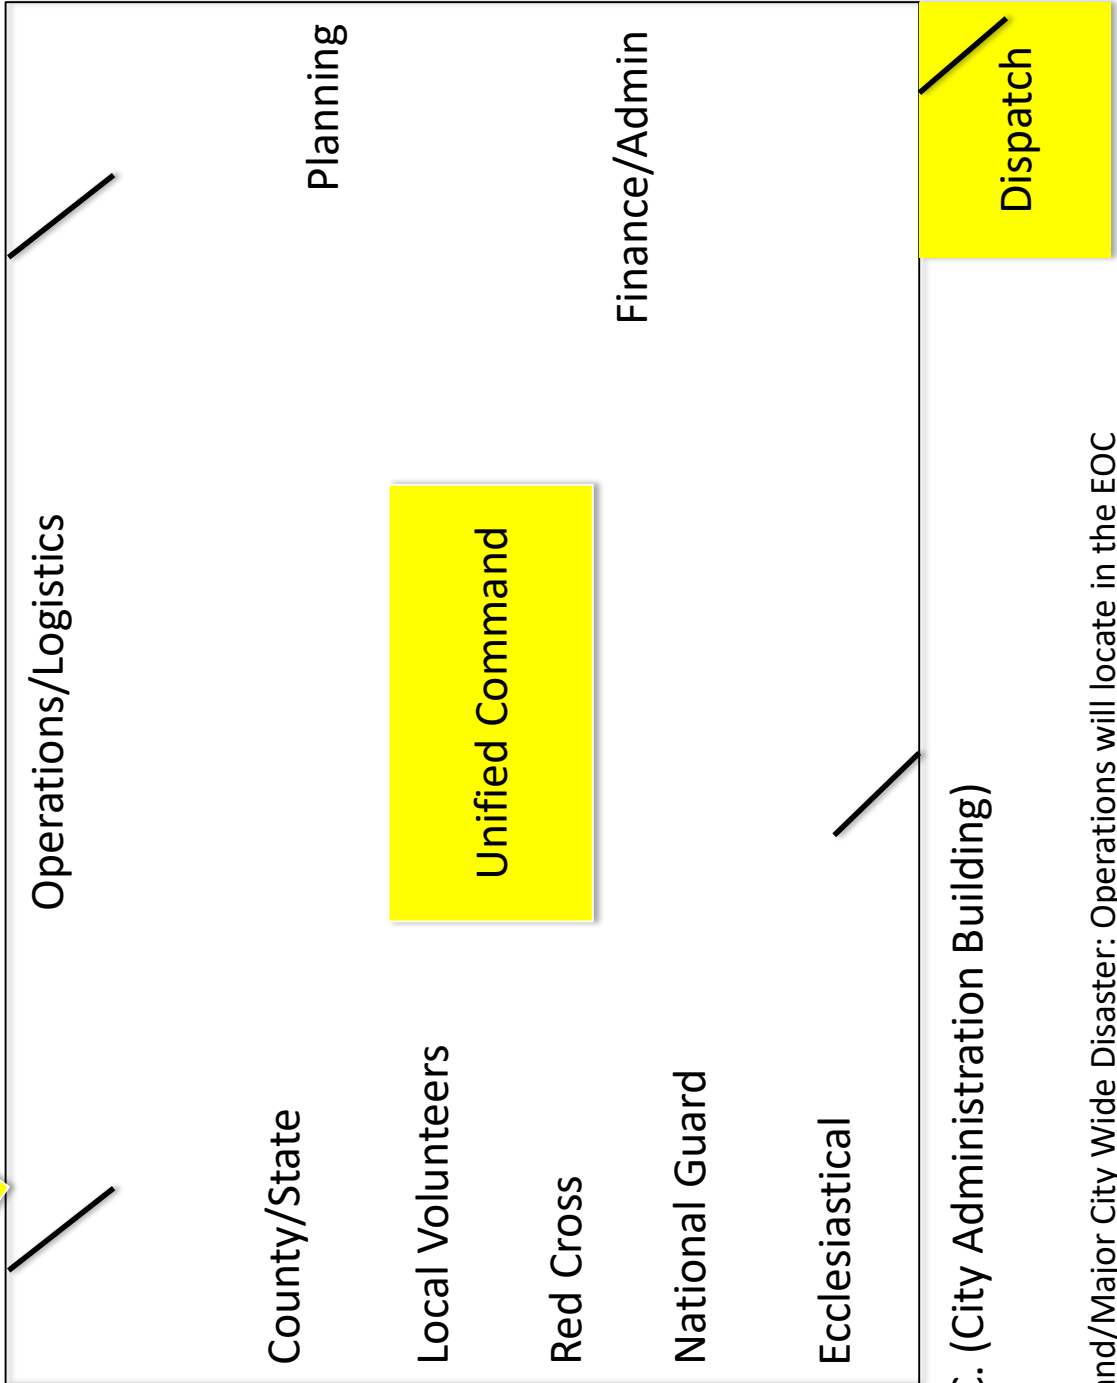 Operations/Logistics
County/State
Planning
Local Volunteers
Unified Command
Red Cross
Finance/Admin
National Guard
Ecclesiastical
(City Administration Building)
Dispatch
and/Major City Wide Disaster: Operations will locate in the EOC